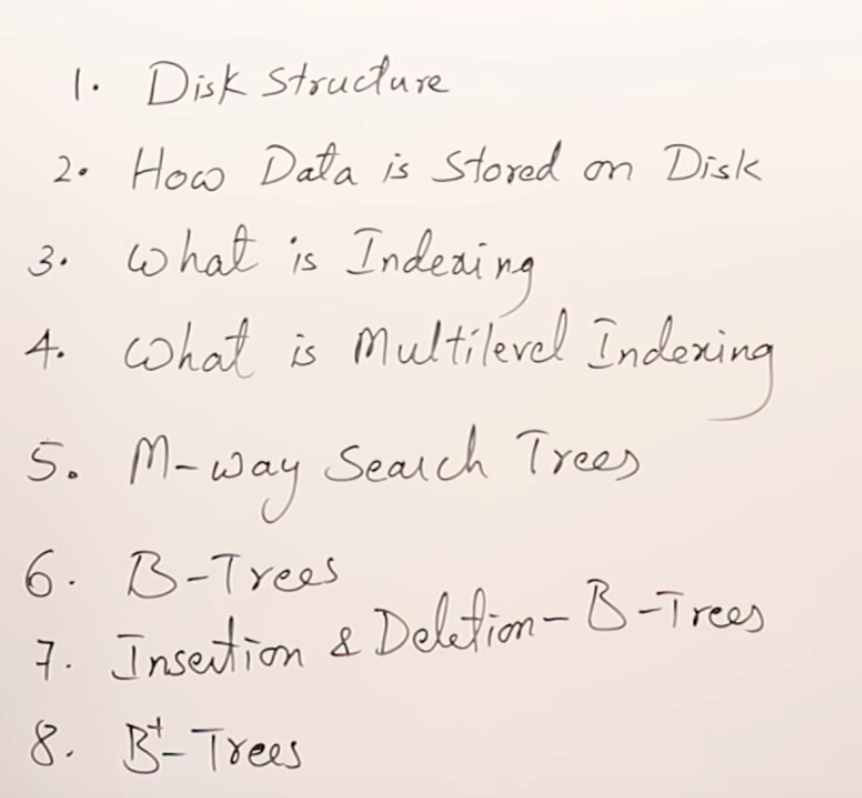 1. Disk Structure
2. How Data is Stored on Disk
3. What is Indexing
4. What is Multilevel Indexing
5. M-way Search Trees
6. B-Trees
7. Insertion & Deletion - B-Trees
8. B+-Trees